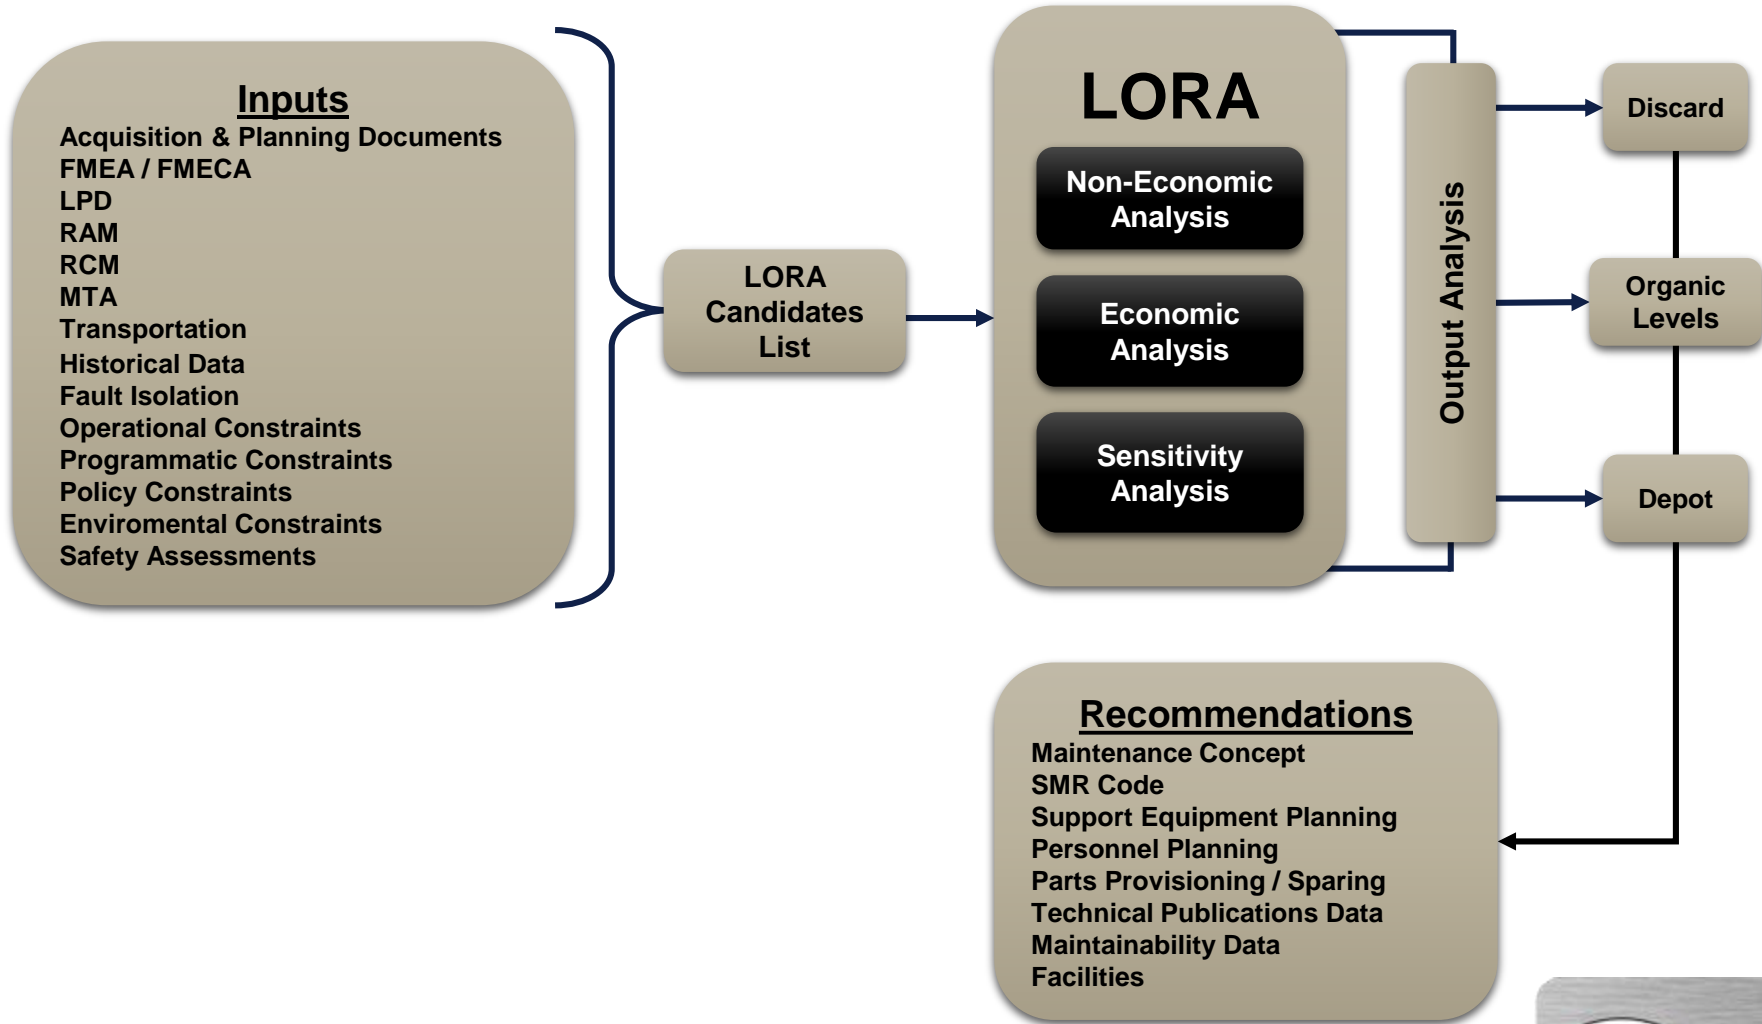 Inputs
Acquisition & Planning Documents
FMEA / FMECA
LPD
RAM
RCM
MTA
Transportation
Historical Data
Fault Isolation
Operational Constraints
Programmatic Constraints
Policy Constraints
Enviromental Constraints
Safety Assessments
LORA
Candidates
List
LORA
Non-Economic
Analysis
Economic
Analysis
Sensitivity
Analysis
Output Analysis
Discard
Organic
Levels
Depot
Recommendations
Maintenance Concept
SMR Code
Support Equipment Planning
Personnel Planning
Parts Provisioning / Sparing
Technical Publications Data
Maintainability Data
Facilities